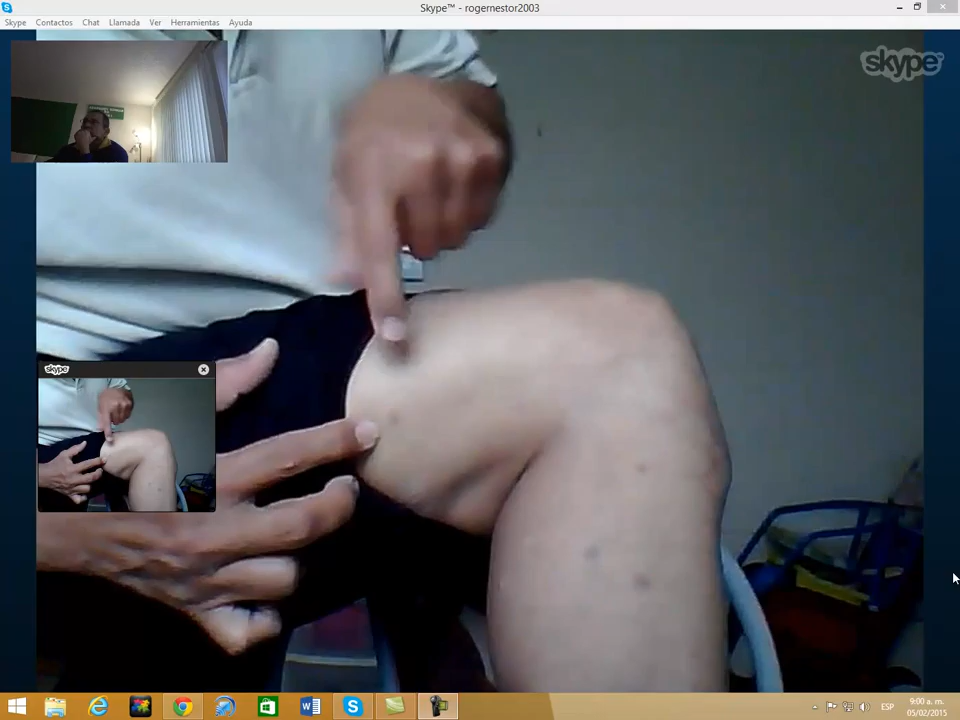 Skype™ - rogernestor2003
Skype Contactos Chat Llamada Ver Herramientas Ayuda
skype
skype
ESP
9:00 a. m.
05/02/2015